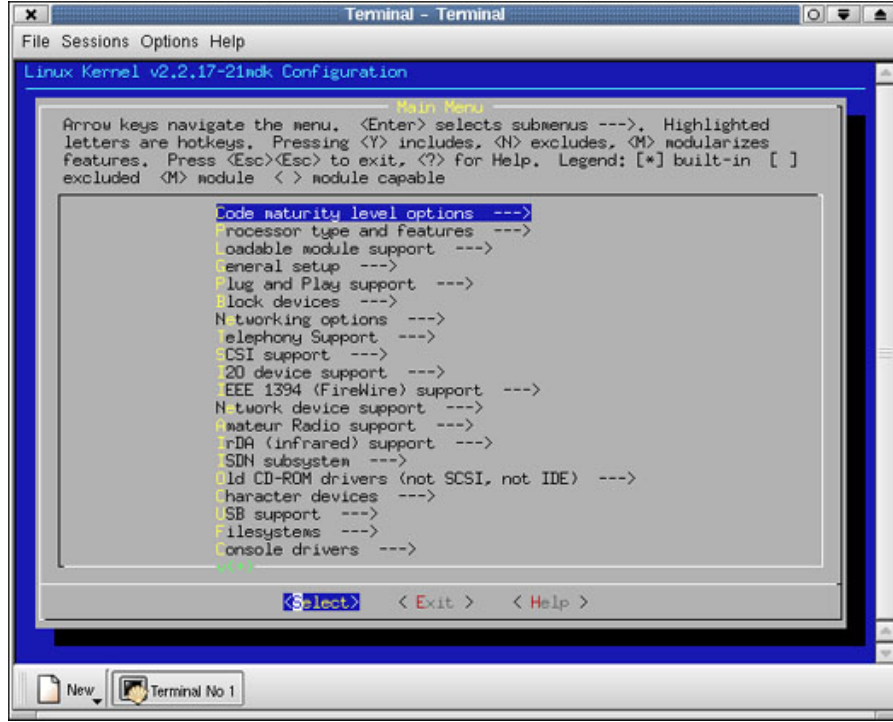 Terminal - Terminal
File Sessions Options Help
Linux Kernel v2.2.17-21mdk Configuration
Main Menu
Arrow keys navigate the menu. <Enter> selects submenus --->. Highlighted
letters are hotkeys. Pressing <Y> includes, <N> excludes, <M> modularizes
features. Press <Esc><Esc> to exit, <?> for Help. Legend: [*] built-in [ ]
excluded <M> module < > module capable
Code maturity level options --->
Processor type and features --->
Loadable module support --->
General setup --->
Plug and Play support --->
Block devices --->
Networking options --->
Telephony Support --->
SCSI support --->
I2O device support --->
IEEE 1394 (FireWire) support --->
Network device support --->
Amateur Radio support --->
IrDA (infrared) support --->
ISDN subsystem --->
Old CD-ROM drivers (not SCSI, not IDE) --->
Character devices --->
USB support --->
Filesystems --->
Console drivers --->
v(+)
<Select> < Exit > < Help >
New Terminal No 1